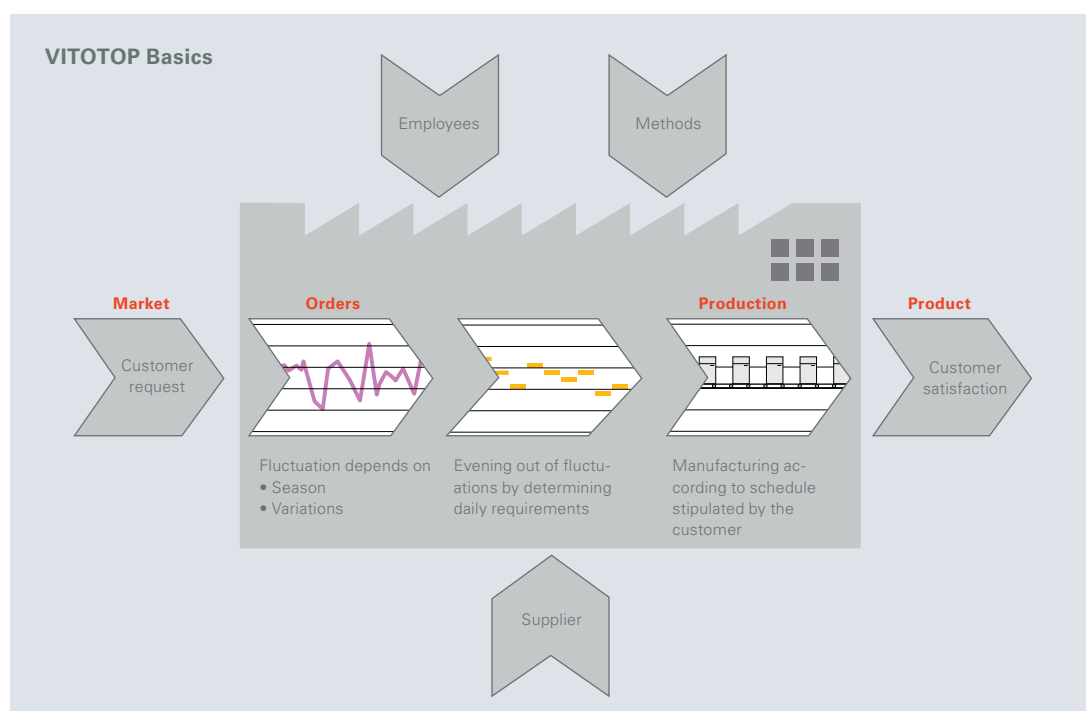 VITOTOP Basics
Employees
Methods
Market
Orders
Production
Product
Customer
request
Customer
satisfaction
Fluctuation depends on
• Season
• Variations
Evening out of fluctu-
ations by determining
daily requirements
Manufacturing ac-
cording to schedule
stipulated by the
customer
Supplier